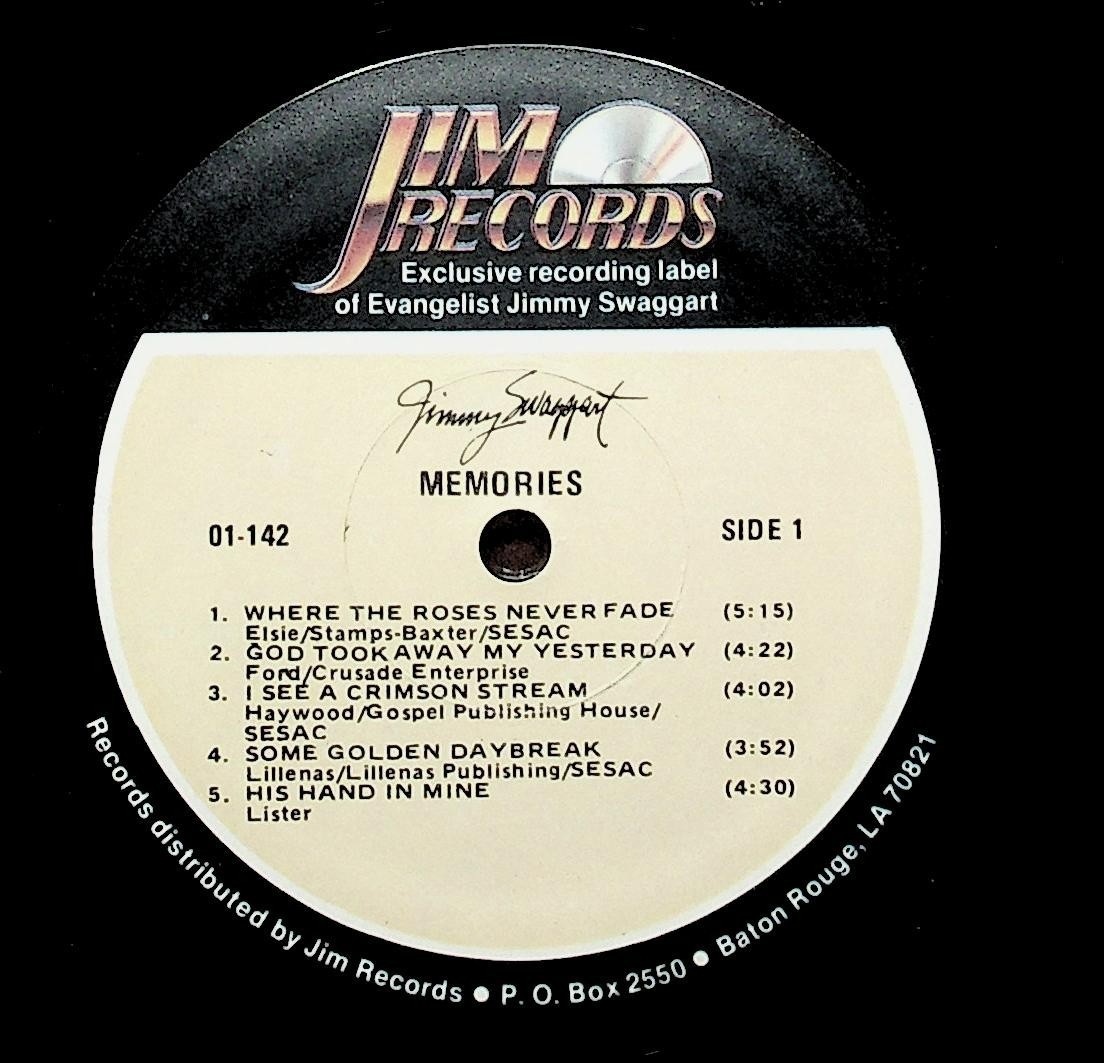 JIM
RECORDS
Exclusive recording label
of Evangelist Jimmy Swaggart
Jimmy Swaggart
MEMORIES
01-142
SIDE 1
1. WHERE THE ROSES NEVER FADE (5:15)
Elsie/Stamps-Baxter/SESAC
2. GOD TOOK AWAY MY YESTERDAY (4:22)
Ford/Crusade Enterprise
3. I SEE A CRIMSON STREAM (4:02)
Haywood/Gospel Publishing House/
SESAC
4. SOME GOLDEN DAYBREAK (3:52)
Lillenas/Lillenas Publishing/SESAC
5. HIS HAND IN MINE (4:30)
Lister
Records distributed by Jim Records ● P. O. Box 2550 ● Baton Rouge, LA 70821